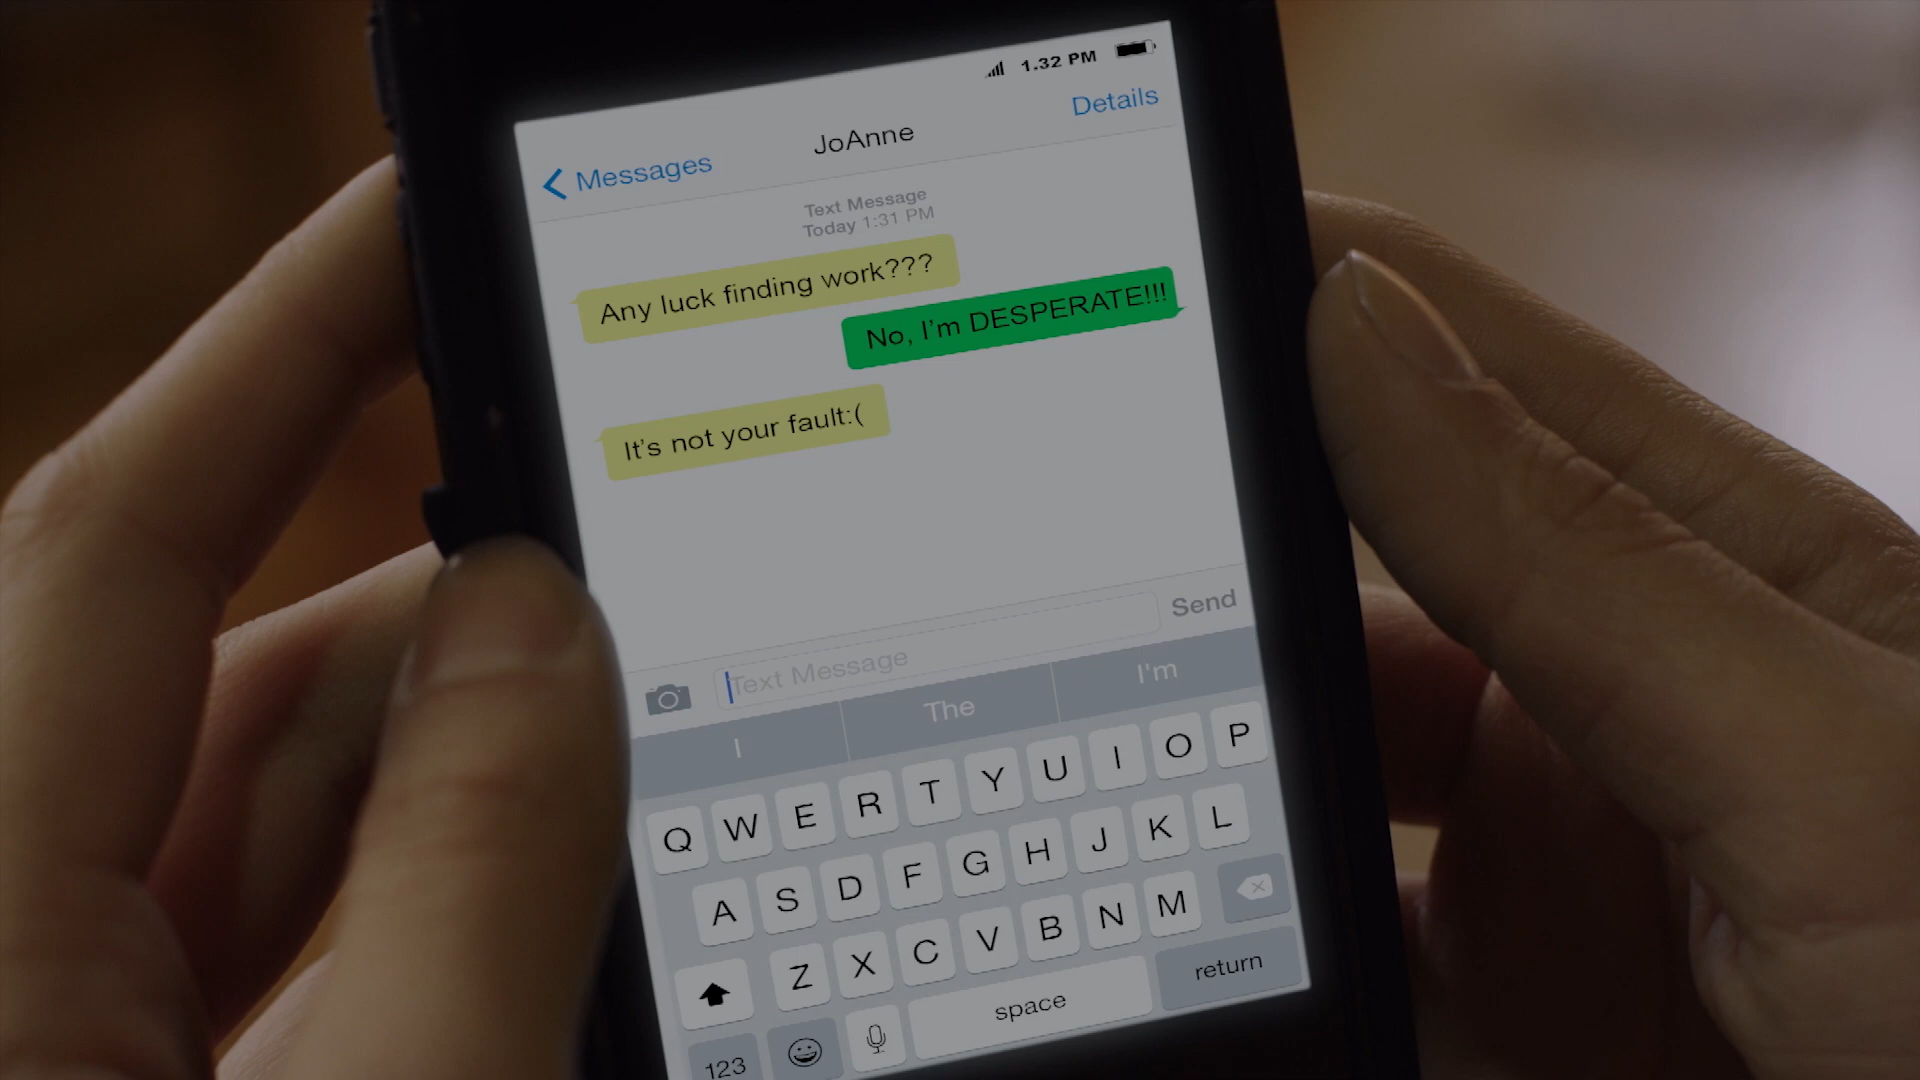 1.32 PM
Details
JoAnne
Messages
Text Message
Today 1:31 PM
Any luck finding work???
No, I'm DESPERATE!!!
It's not your fault:(
Send
Text Message
I The I'm
Q W E R T Y U I O P
A S D F G H J K L
Z X C V B N M
123 space return